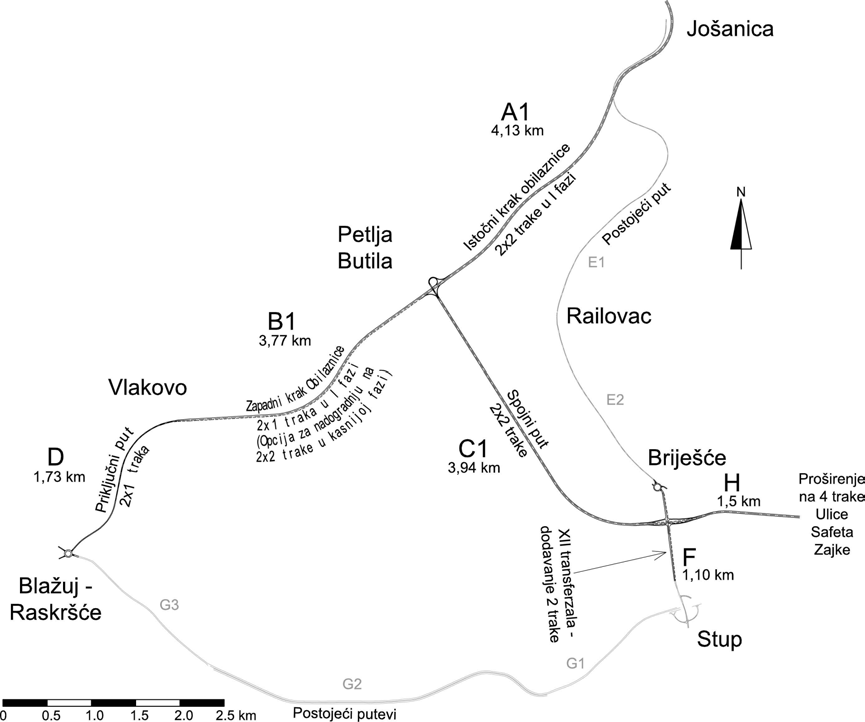 Jošanica
A1
4,13 km
Istočni krak obilaznice
2x2 trake u I fazi
Postojeći put
N
E1
Petlja
Butila
Railovac
B1
3,77 km
Zapadni krak Obilaznice
2x1 traka u I fazi
(Opcija za nadogradnju na
2x2 trake u kasnijoj fazi)
Vlakovo
E2
Spojni put
2x2 trake
C1
3,94 km
D
1,73 km
Priključni put
2x1 traka
Briješće
H
1,5 km
Proširenje
na 4 trake
Ulice
Safeta
Zajke
XII transferzala -
dodavanje 2 trake
F
1,10 km
Blažuj -
Raskršće
G3
Stup
G1
G2
Postojeći putevi
0 0.5 1.0 1.5 2.0 2.5 km